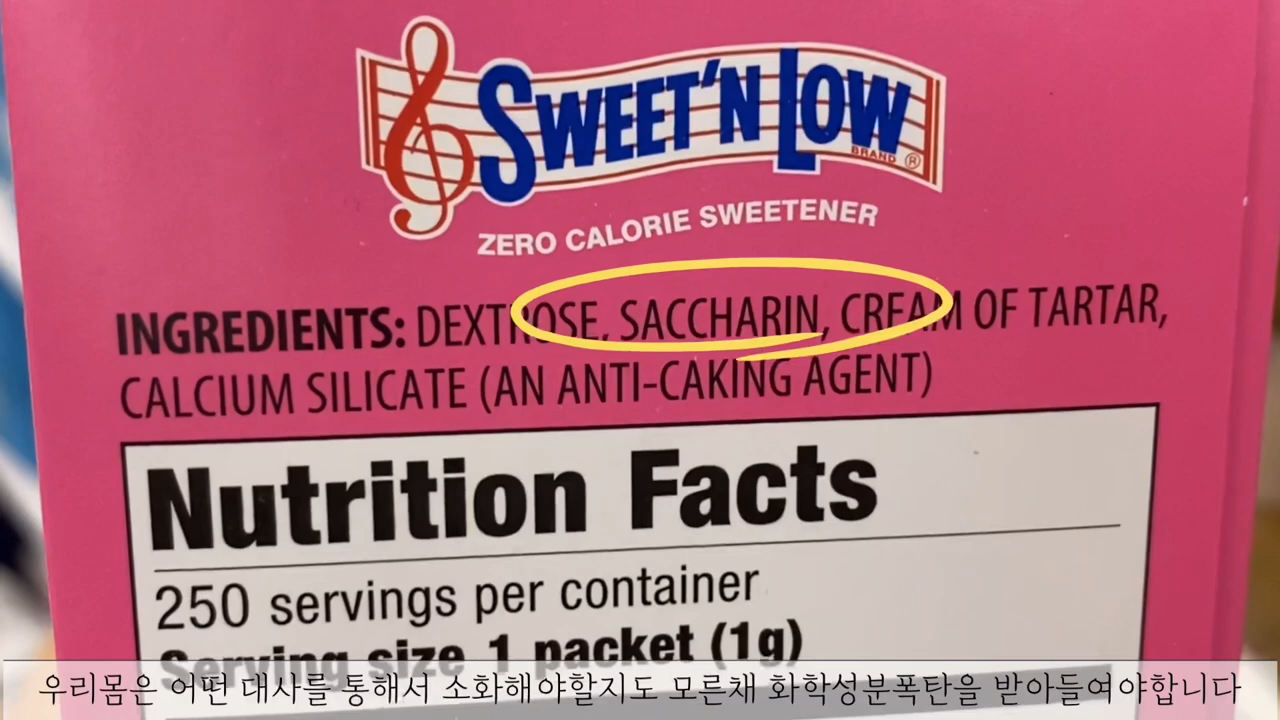 SWEET'N LOW
BRAND ®
ZERO CALORIE SWEETENER
INGREDIENTS: DEXTROSE, SACCHARIN, CREAM OF TARTAR,
CALCIUM SILICATE (AN ANTI-CAKING AGENT)
Nutrition Facts
250 servings per container
Serving size 1 packet (1g)
우리몸은 어떤 대사를 통해서 소화해야할지도 모른채 화학성분폭탄을 받아들여야합니다